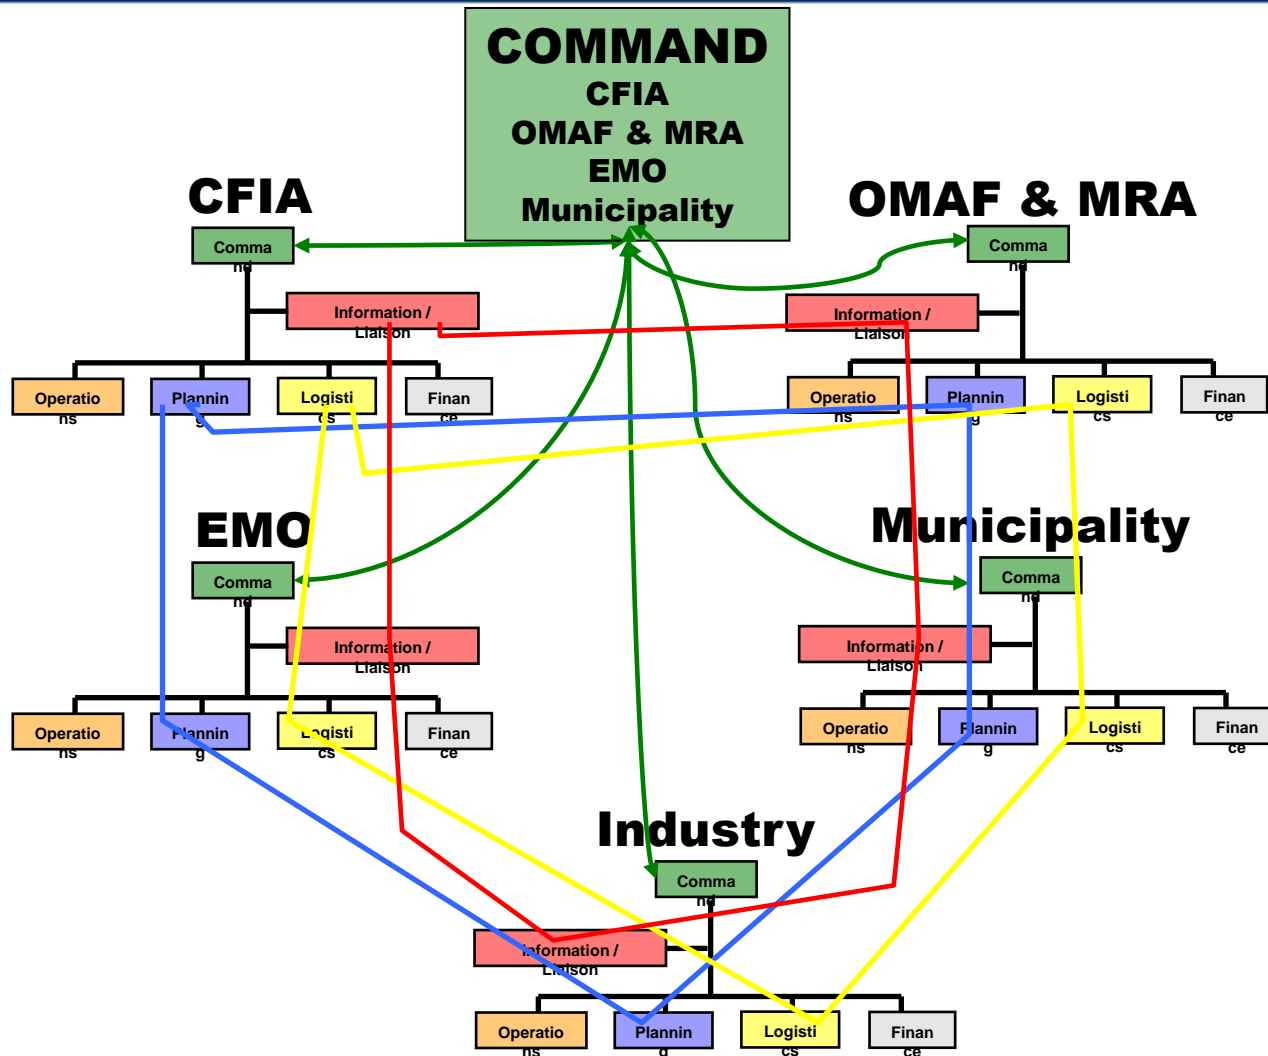 COMMAND
CFIA
OMAF & MRA
EMO
Municipality
CFIA
Comma
nd
Information /
Liaison
Operatio
ns
Plannin
g
Logisti
cs
Finan
ce
OMAF & MRA
Comma
nd
Information /
Liaison
Operatio
ns
Plannin
g
Logisti
cs
Finan
ce
EMO
Comma
nd
Information /
Liaison
Operatio
ns
Plannin
g
Logisti
cs
Finan
ce
Municipality
Comma
nd
Information /
Liaison
Operatio
ns
Plannin
g
Logisti
cs
Finan
ce
Industry
Comma
nd
Information /
Liaison
Operatio
ns
Plannin
g
Logisti
cs
Finan
ce